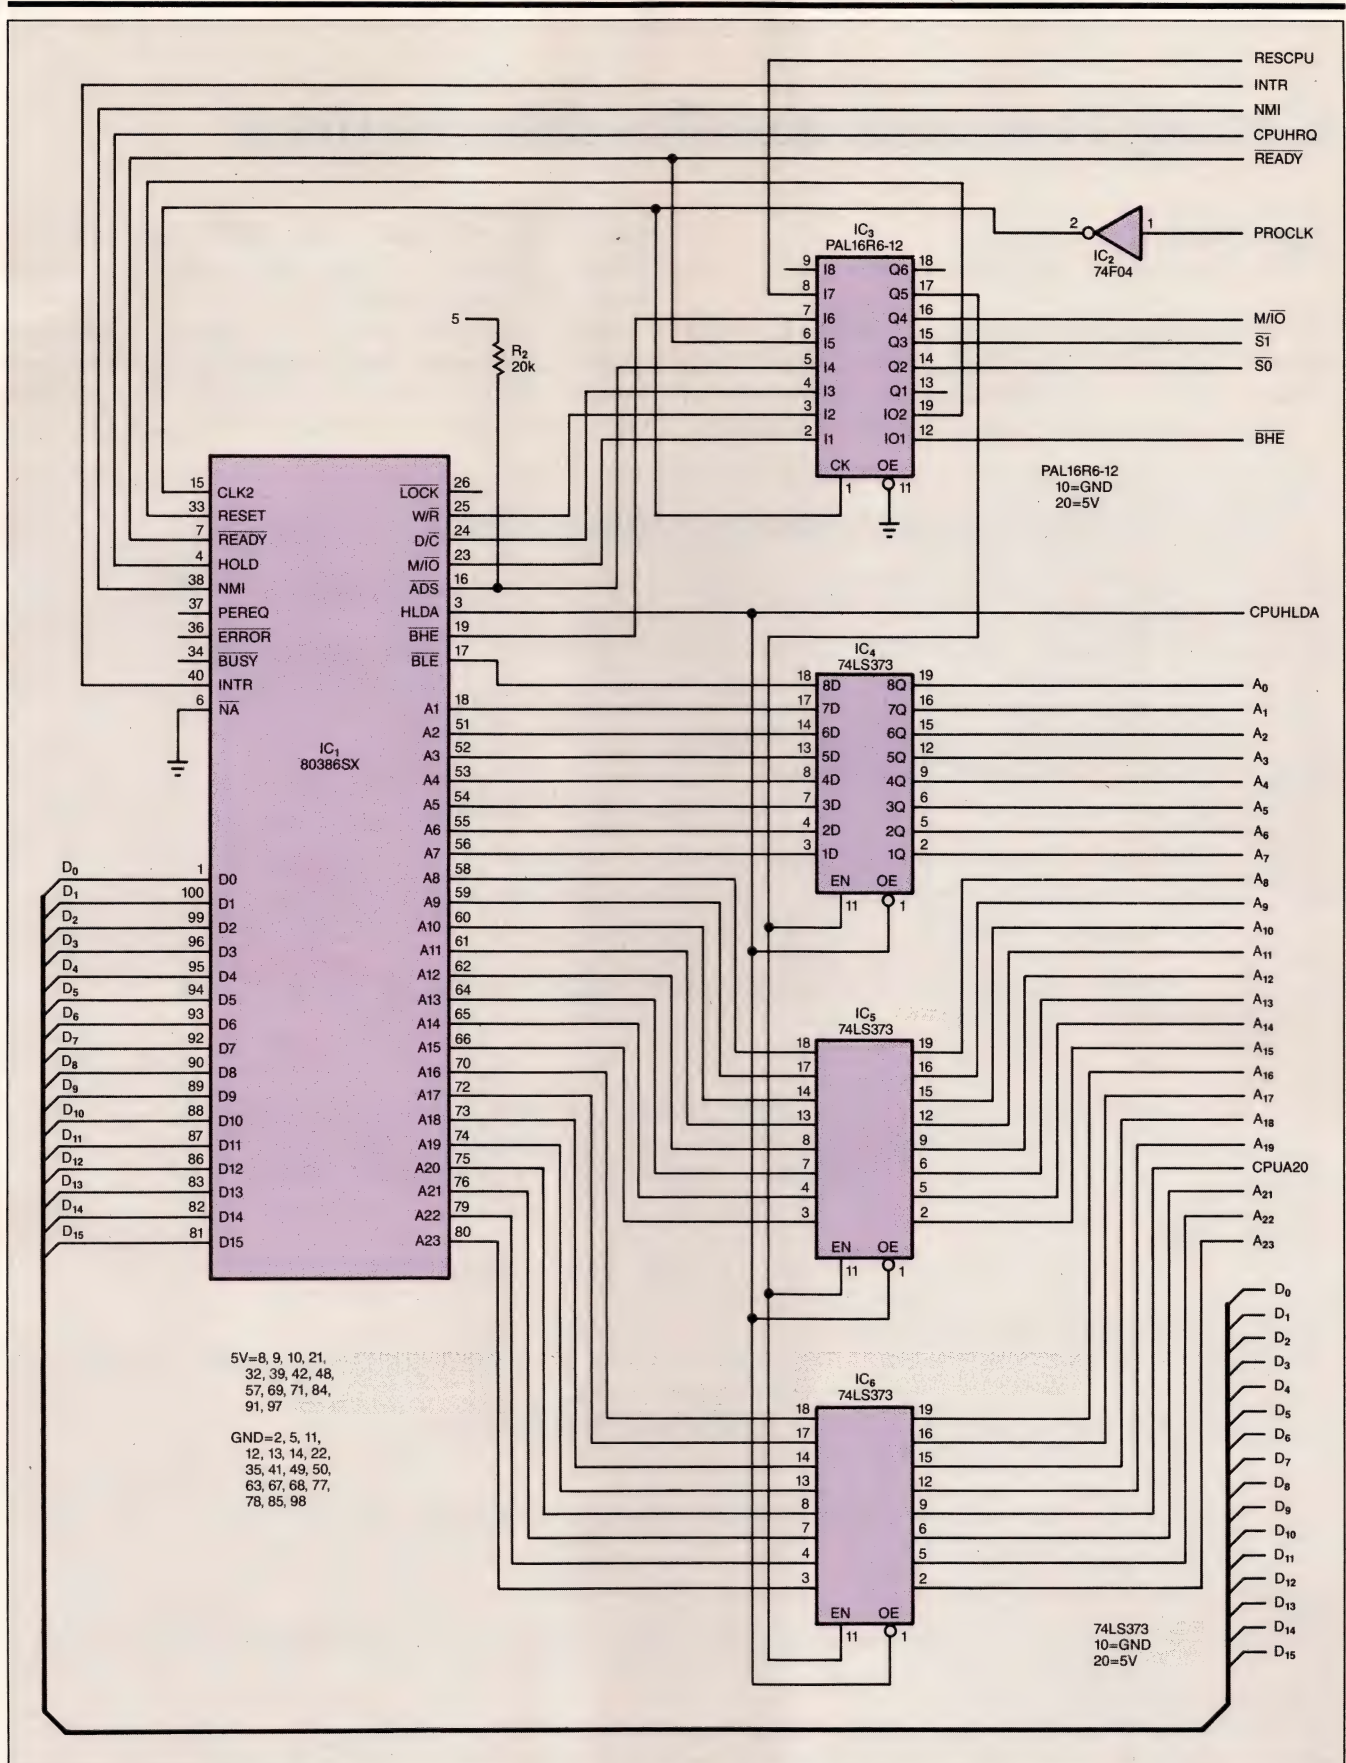 RESCPU
INTR
NMI
CPUHRQ
R̅E̅A̅D̅Y̅
PROCLK
2 1
IC₂
74F04
IC₃
PAL16R6-12
9 I8 Q6 18
8 I7 Q5 17
7 I6 Q4 16 M/I̅O̅
6 I5 Q3 15 S̅1̅
5 I4 Q2 14 S̅0̅
4 I3 Q1 13
3 I2 IO2 19
2 I1 IO1 12 B̅H̅E̅
CK OE
1 11
PAL16R6-12
10=GND
20=5V
5
R₂
20k
15 CLK2 L̅O̅C̅K̅ 26
33 RESET W/R̅ 25
7 R̅E̅A̅D̅Y̅ D/C̅ 24
4 HOLD M/I̅O̅ 23
38 NMI A̅D̅S̅ 16
37 PEREQ HLDA 3 CPUHLDA
36 E̅R̅R̅O̅R̅ B̅H̅E̅ 19
34 B̅U̅S̅Y̅ B̅L̅E̅ 17
40 INTR
6 N̅A̅
IC₁
80386SX
IC₄
74LS373
18 8D 8Q 19 A₀
A1 18 17 7D 7Q 16 A₁
A2 51 14 6D 6Q 15 A₂
A3 52 13 5D 5Q 12 A₃
A4 53 8 4D 4Q 9 A₄
A5 54 7 3D 3Q 6 A₅
A6 55 4 2D 2Q 5 A₆
A7 56 3 1D 1Q 2 A₇
EN OE
11 1
D₀ 1 D0 A8 58 A₈
D₁ 100 D1 A9 59 A₉
D₂ 99 D2 A10 60 A₁₀
D₃ 96 D3 A11 61 A₁₁
D₄ 95 D4 A12 62 A₁₂
D₅ 94 D5 A13 64 A₁₃
D₆ 93 D6 A14 65 A₁₄
D₇ 92 D7 A15 66 A₁₅
D₈ 90 D8 A16 70 A₁₆
D₉ 89 D9 A17 72 A₁₇
D₁₀ 88 D10 A18 73 A₁₈
D₁₁ 87 D11 A19 74 A₁₉
D₁₂ 86 D12 A20 75 CPUA20
D₁₃ 83 D13 A21 76 A₂₁
D₁₄ 82 D14 A22 79 A₂₂
D₁₅ 81 D15 A23 80 A₂₃
IC₅
74LS373
18 19
17 16
14 15
13 12
8 9
7 6
4 5
3 2
EN OE
11 1
5V=8, 9, 10, 21,
32, 39, 42, 48,
57, 69, 71, 84,
91, 97
GND=2, 5, 11,
12, 13, 14, 22,
35, 41, 49, 50,
63, 67, 68, 77,
78, 85, 98
IC₆
74LS373
18 19
17 16
14 15
13 12
8 9
7 6
4 5
3 2
EN OE
11 1
74LS373
10=GND
20=5V
D₀
D₁
D₂
D₃
D₄
D₅
D₆
D₇
D₈
D₉
D₁₀
D₁₁
D₁₂
D₁₃
D₁₄
D₁₅